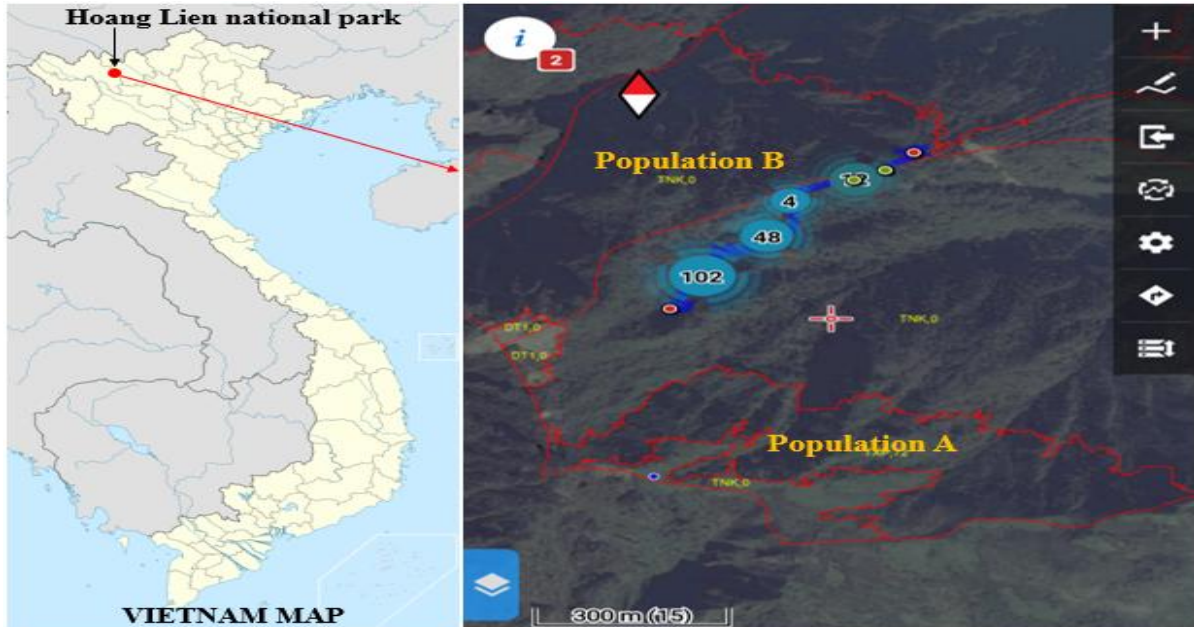 Hoang Lien national park
VIETNAM MAP
i
2
Population B
TNK,0
12
4
48
102
TNK,0
DT1,0
DT1,0
Population A
TNK,0
300 m (15)